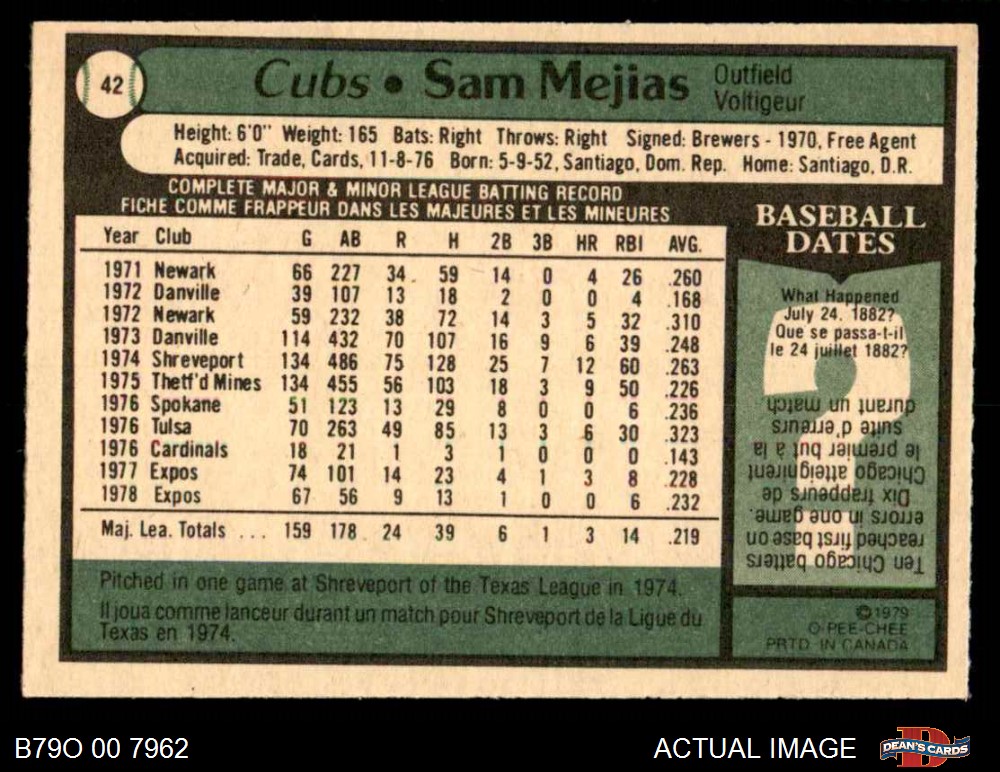 42
Cubs • Sam Mejias
Outfield
Voltigeur
Height: 6'0" Weight: 165 Bats: Right Throws: Right Signed: Brewers - 1970, Free Agent
Acquired: Trade, Cards, 11-8-76 Born: 5-9-52, Santiago, Dom. Rep. Home: Santiago, D.R.
COMPLETE MAJOR & MINOR LEAGUE BATTING RECORD
FICHE COMME FRAPPEUR DANS LES MAJEURES ET LES MINEURES
Year Club G AB R H 2B 3B HR RBI AVG.
1971 Newark 66 227 34 59 14 0 4 26 .260
1972 Danville 39 107 13 18 2 0 0 4 .168
1972 Newark 59 232 38 72 14 3 5 32 .310
1973 Danville 114 432 70 107 16 9 6 39 .248
1974 Shreveport 134 486 75 128 25 7 12 60 .263
1975 Thetf'd Mines 134 455 56 103 18 3 9 50 .226
1976 Spokane 51 123 13 29 8 0 0 6 .236
1976 Tulsa 70 263 49 85 13 3 6 30 .323
1976 Cardinals 18 21 1 3 1 0 0 0 .143
1977 Expos 74 101 14 23 4 1 3 8 .228
1978 Expos 67 56 9 13 1 0 0 6 .232
Maj. Lea. Totals ... 159 178 24 39 6 1 3 14 .219
Pitched in one game at Shreveport of the Texas League in 1974.
Il joua comme lanceur durant un match pour Shreveport de la Ligue du
Texas en 1974.
BASEBALL
DATES
What Happened
July 24, 1882?
Que se passa-t-il
le 24 juillet 1882?
Ten Chicago batters
reached first base on
errors in one game.
Dix frappeurs de
Chicago atteignirent
le premier but à la
suite d'erreurs
durant un match
©1979
O-PEE-CHEE
PRTD. IN CANADA
B79O 00 7962
ACTUAL IMAGE
DEAN'S CARDS